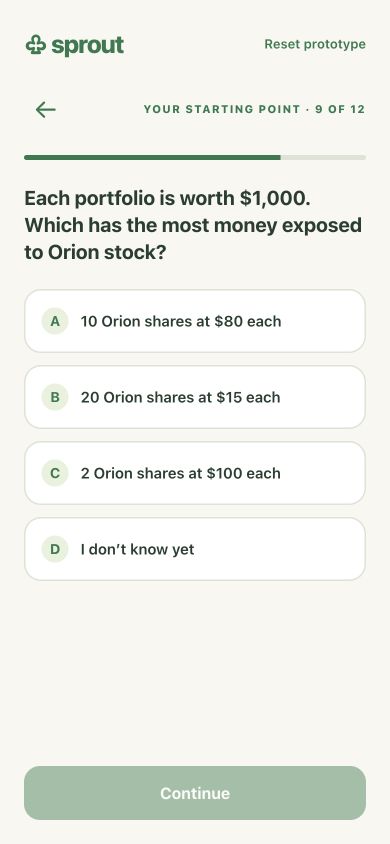 sprout
Reset prototype
YOUR STARTING POINT · 9 OF 12
Each portfolio is worth $1,000.
Which has the most money exposed
to Orion stock?
A 10 Orion shares at $80 each
B 20 Orion shares at $15 each
C 2 Orion shares at $100 each
D I don’t know yet
Continue